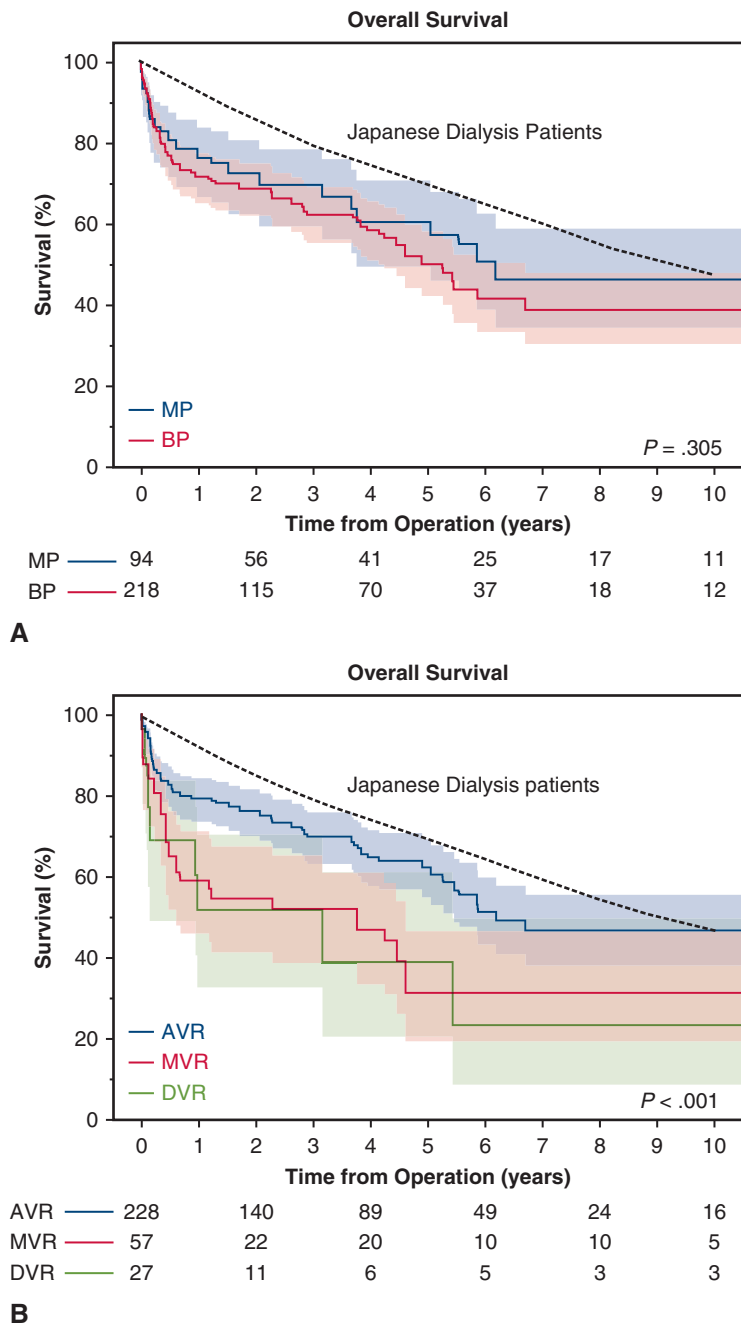 Overall Survival
100
80
60
40
20
0
Survival (%)
Japanese Dialysis Patients
MP
BP
P = .305
0 1 2 3 4 5 6 7 8 9 10
Time from Operation (years)
MP 94 56 41 25 17 11
BP 218 115 70 37 18 12
A
Overall Survival
100
80
60
40
20
0
Survival (%)
Japanese Dialysis patients
AVR
MVR
DVR
P < .001
0 1 2 3 4 5 6 7 8 9 10
Time from Operation (years)
AVR 228 140 89 49 24 16
MVR 57 22 20 10 10 5
DVR 27 11 6 5 3 3
B